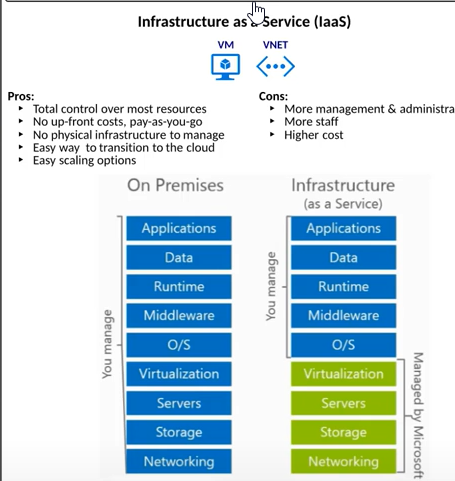 Infrastructure as a Service (IaaS)
VM VNET
Pros:
‣ Total control over most resources
‣ No up-front costs, pay-as-you-go
‣ No physical infrastructure to manage
‣ Easy way to transition to the cloud
‣ Easy scaling options
Cons:
‣ More management & administra
‣ More staff
‣ Higher cost
On Premises
You manage
Applications
Data
Runtime
Middleware
O/S
Virtualization
Servers
Storage
Networking
Infrastructure
(as a Service)
You manage
Applications
Data
Runtime
Middleware
O/S
Virtualization
Servers
Storage
Networking
Managed by Microsoft